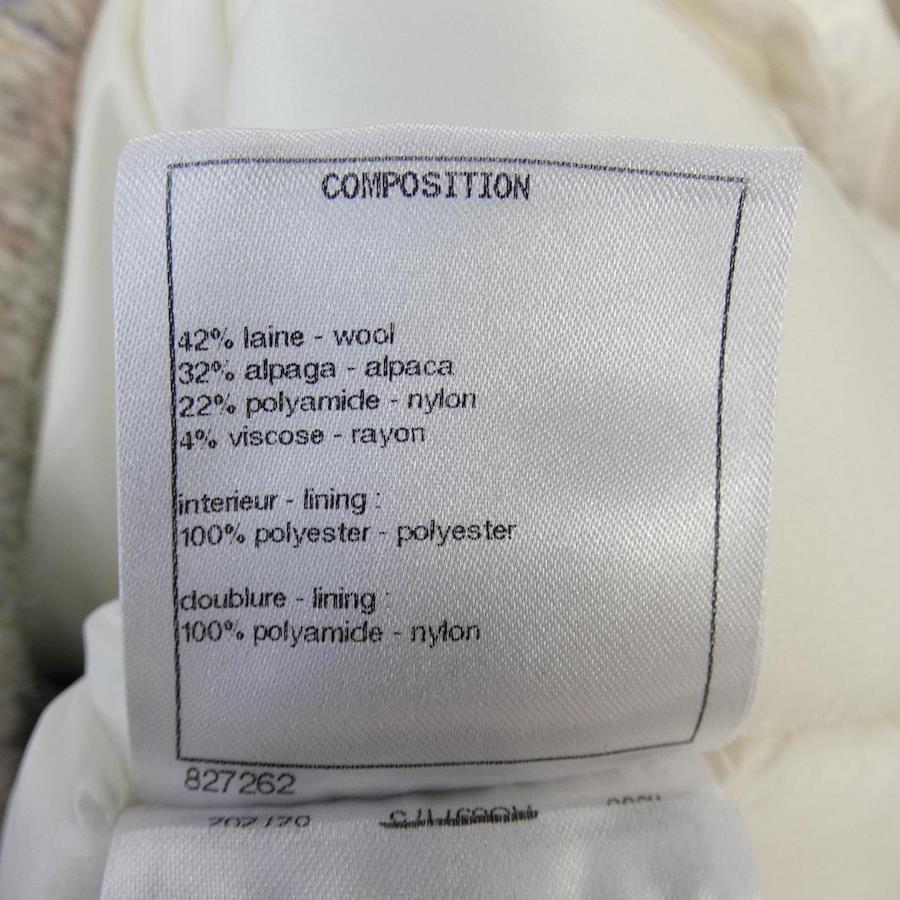 COMPOSITION
42% laine - wool
32% alpaga - alpaca
22% polyamide - nylon
4% viscose - rayon
interieur - lining :
100% polyester - polyester
doublure - lining :
100% polyamide - nylon
827262